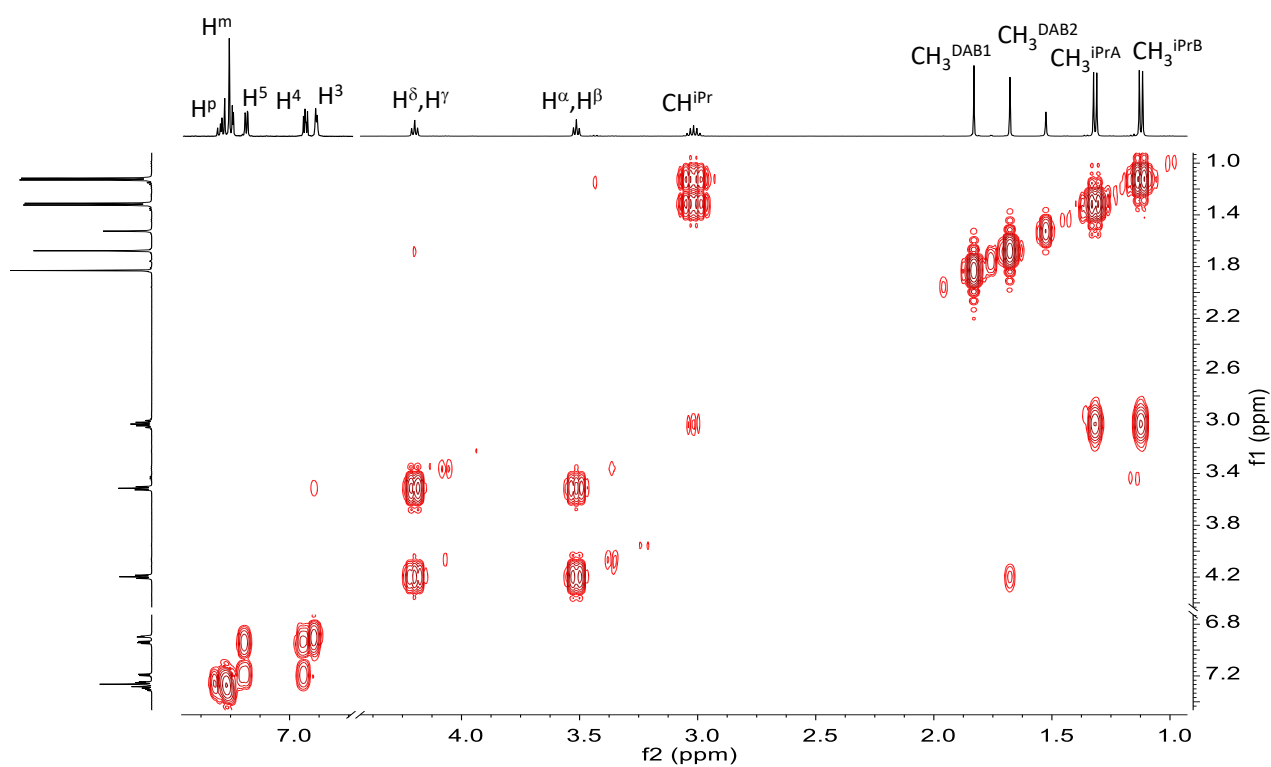 H^m
CH₃^DAB2
CH₃^DAB1
CH₃^iPrA
CH₃^iPrB
H^p
H^5
H^4
H^3
H^δ,H^γ
H^α,H^β
CH^iPr
1.0
1.4
1.8
2.2
2.6
3.0
3.4
3.8
4.2
6.8
7.2
f1 (ppm)
7.0
4.0
3.5
3.0
2.5
2.0
1.5
1.0
f2 (ppm)